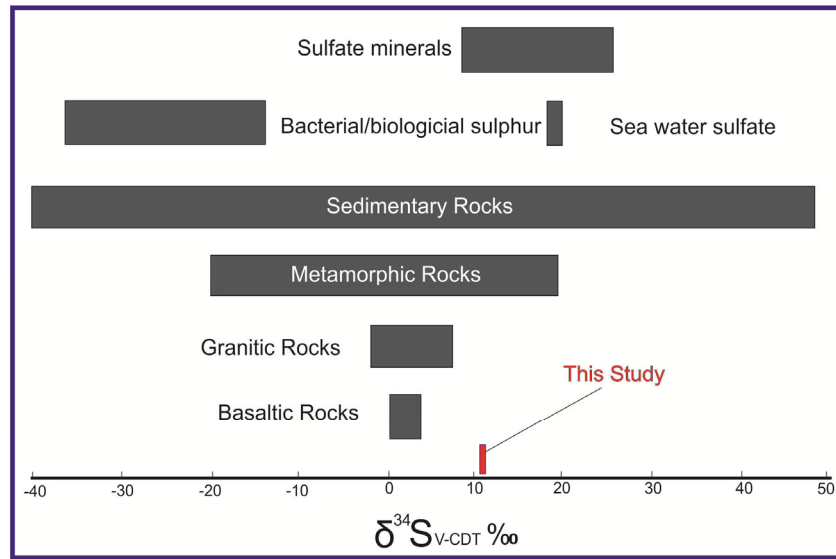 Sulfate minerals
Bacterial/biologicial sulphur
Sea water sulfate
Sedimentary Rocks
Metamorphic Rocks
Granitic Rocks
This Study
Basaltic Rocks
-40 -30 -20 -10 0 10 20 30 40 50
δ³⁴S V-CDT ‰